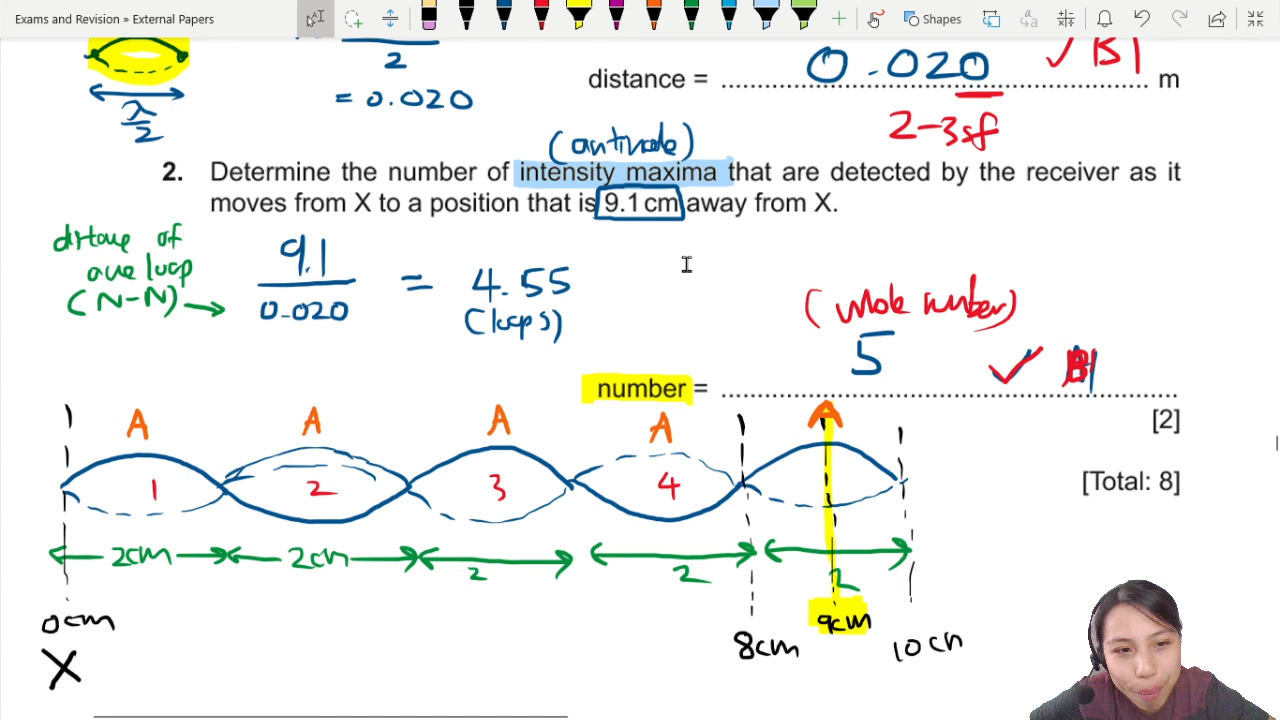 Exams and Revision » External Papers
Shapes
2
= 0.020
λ/2
distance = 0.020 m
✓ B1
2-3sf
(antinode)
2. Determine the number of intensity maxima that are detected by the receiver as it
moves from X to a position that is 9.1 cm away from X.
distance of
one loop
(N-N) →
9.1
0.020
= 4.55
(loops)
(whole number)
5
number =
✓ B1
[2]
[Total: 8]
A A A A A
1 2 3 4
2cm 2cm 2 2 2
0cm 8cm 9cm 10cm
X